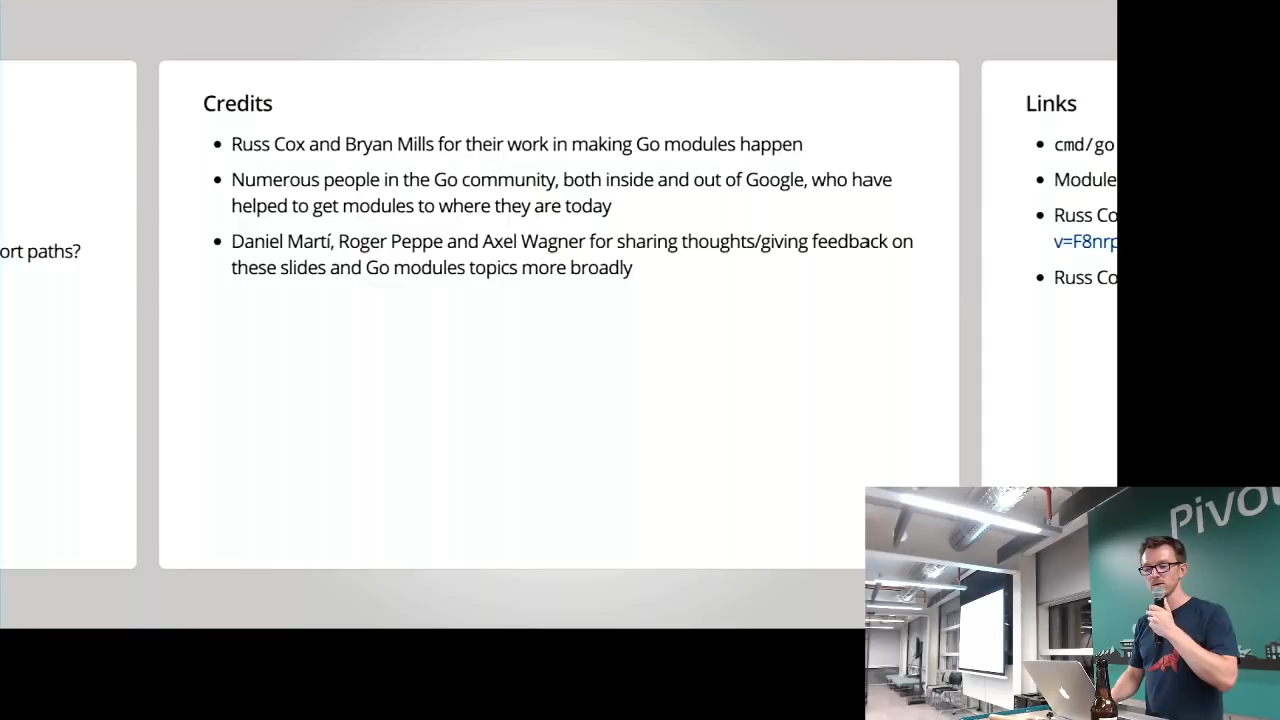 ort paths?
Credits
• Russ Cox and Bryan Mills for their work in making Go modules happen
• Numerous people in the Go community, both inside and out of Google, who have
helped to get modules to where they are today
• Daniel Martí, Roger Peppe and Axel Wagner for sharing thoughts/giving feedback on
these slides and Go modules topics more broadly
Links
• cmd/go
• Module
• Russ Co
v=F8nrp
• Russ Co
Pivo